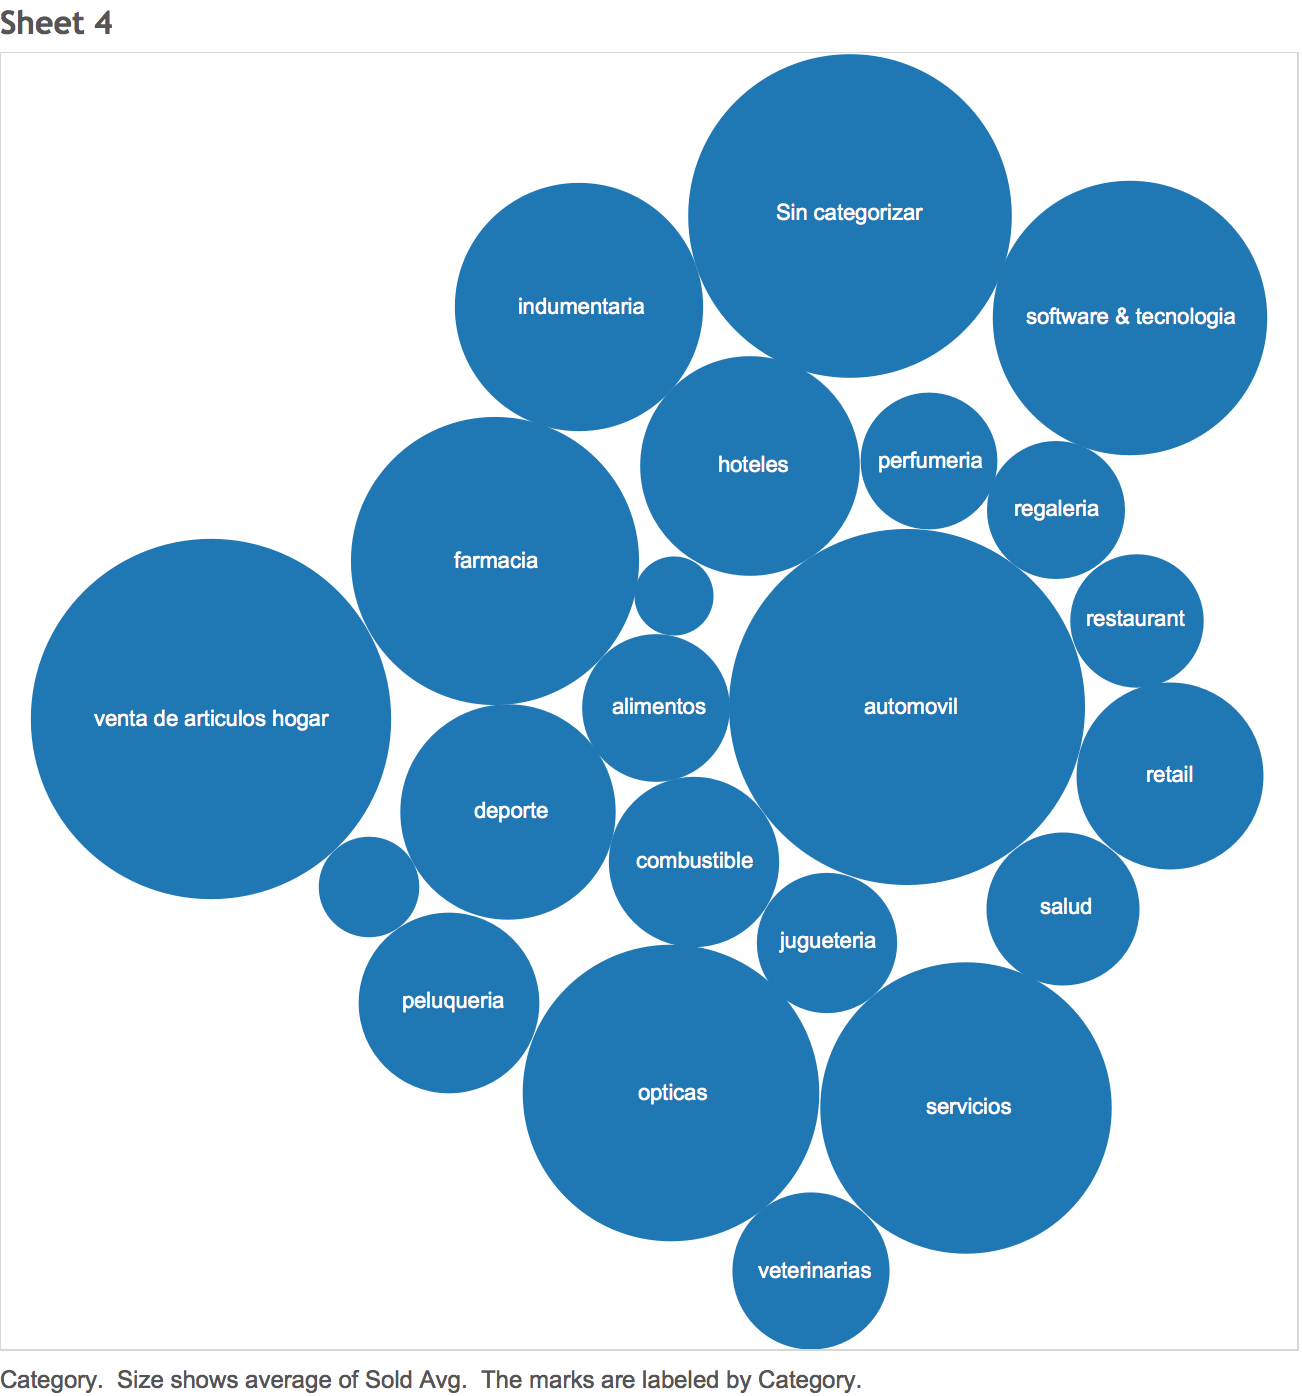 Sheet 4
Sin categorizar
indumentaria
software & tecnologia
hoteles
perfumeria
regaleria
farmacia
restaurant
venta de articulos hogar
alimentos
automovil
retail
deporte
combustible
salud
jugueteria
peluqueria
opticas
servicios
veterinarias
Category.  Size shows average of Sold Avg.  The marks are labeled by Category.